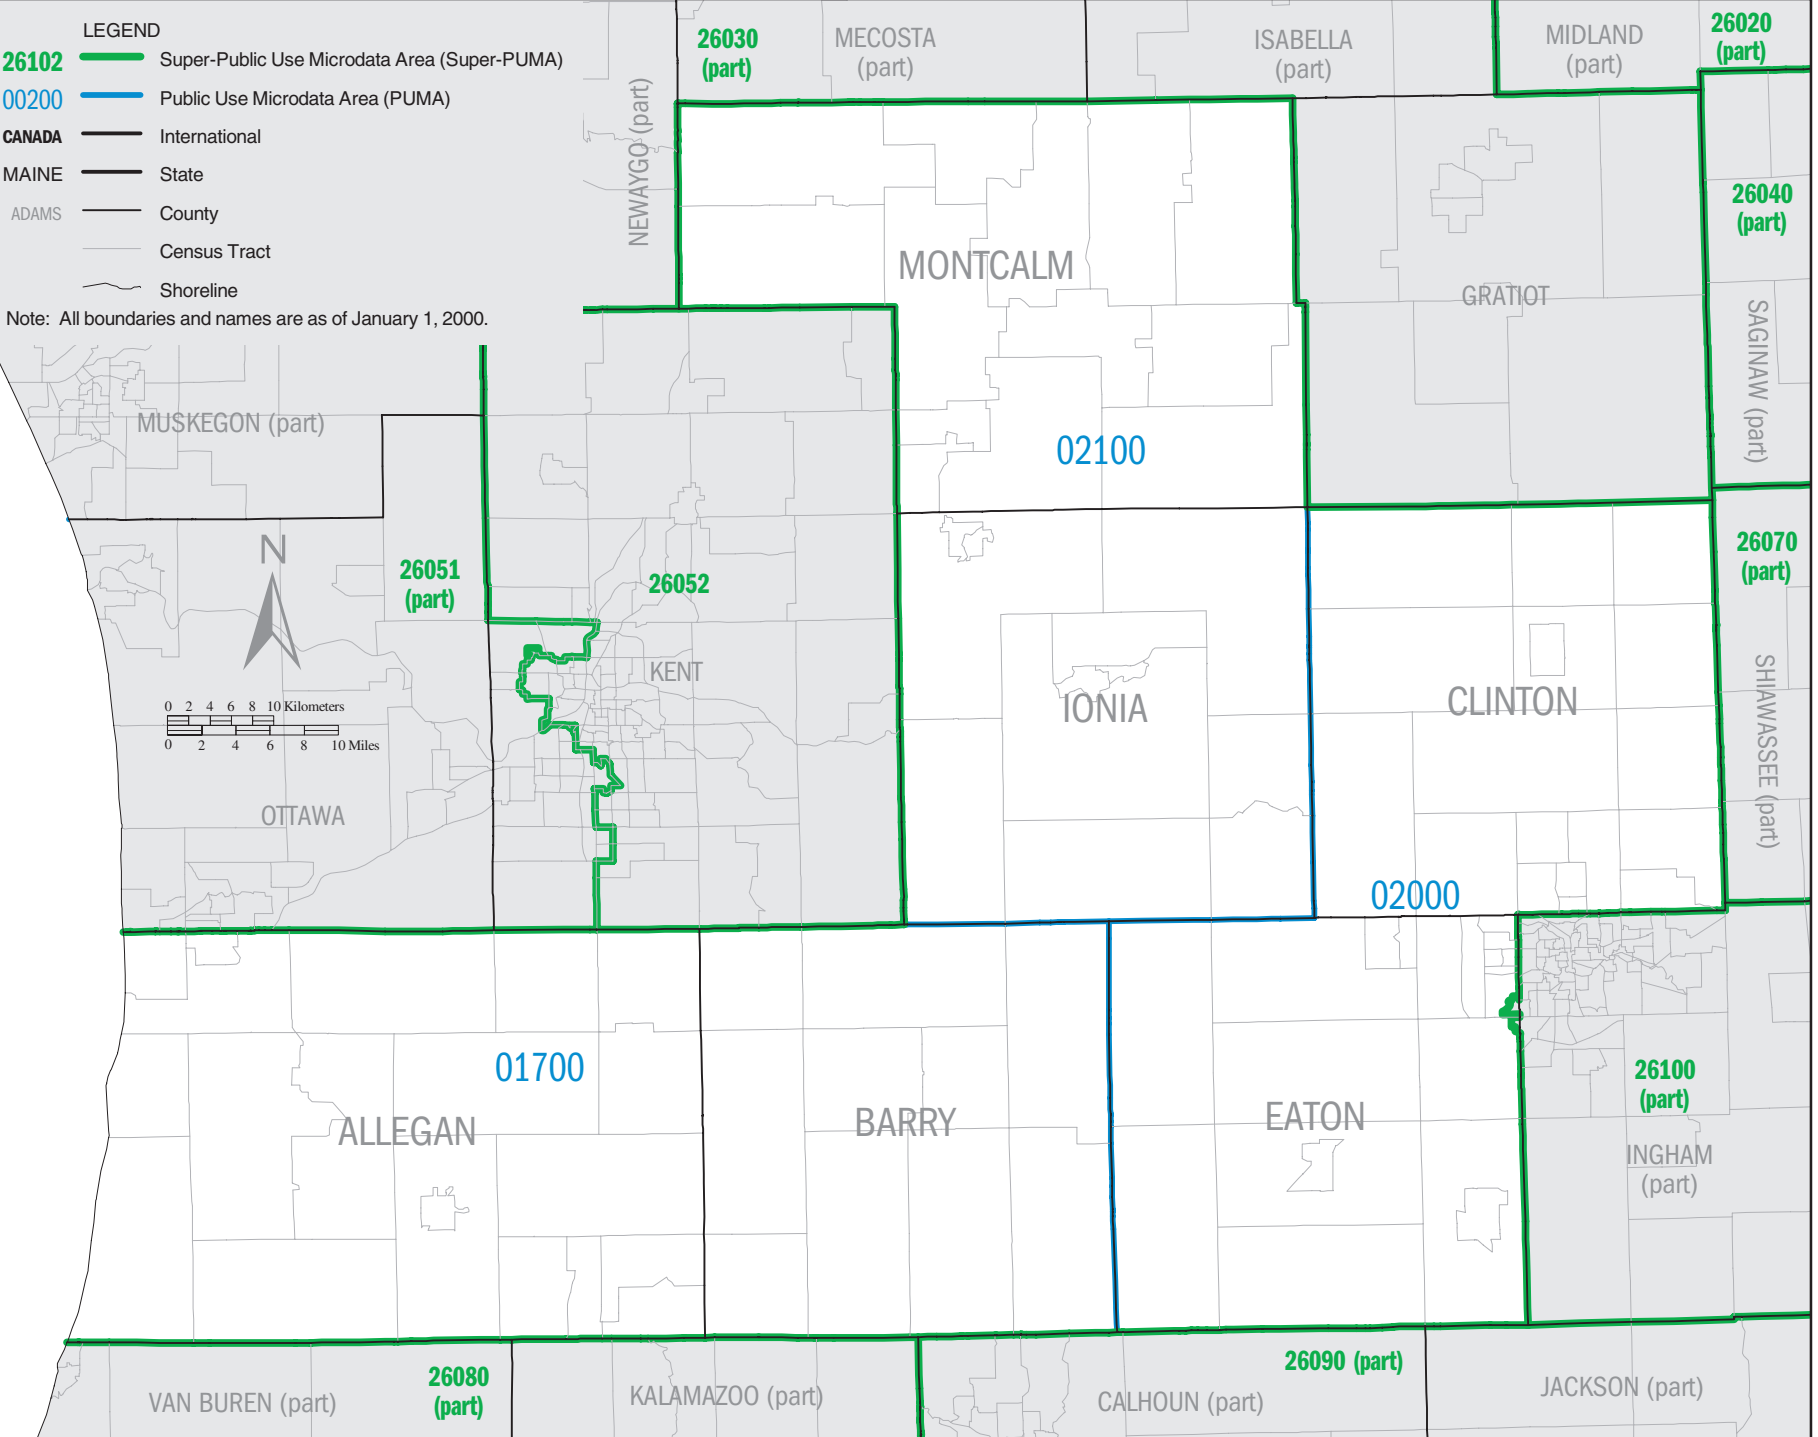 LEGEND
26102 Super-Public Use Microdata Area (Super-PUMA)
00200 Public Use Microdata Area (PUMA)
CANADA International
MAINE State
ADAMS County
Census Tract
Shoreline
Note: All boundaries and names are as of January 1, 2000.
26030
(part)
MECOSTA
(part)
ISABELLA
(part)
MIDLAND
(part)
26020
(part)
NEWAYGO (part)
26040
(part)
MONTCALM
GRATIOT
SAGINAW (part)
MUSKEGON (part)
02100
N
26051
(part)
26052
26070
(part)
KENT
IONIA
CLINTON
SHIAWASSEE (part)
0 2 4 6 8 10 Kilometers
0 2 4 6 8 10 Miles
OTTAWA
02000
01700
ALLEGAN
BARRY
EATON
26100
(part)
INGHAM
(part)
26080
(part)
26090 (part)
VAN BUREN (part)
KALAMAZOO (part)
CALHOUN (part)
JACKSON (part)